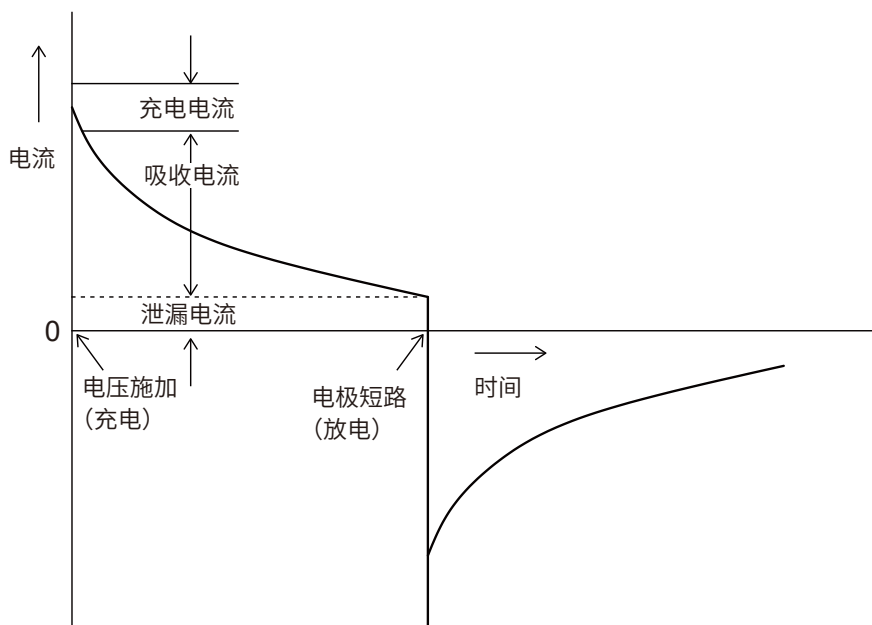 充电电流
电流
吸收电流
泄漏电流
0
电压施加
（充电）
电极短路
（放电）
时间